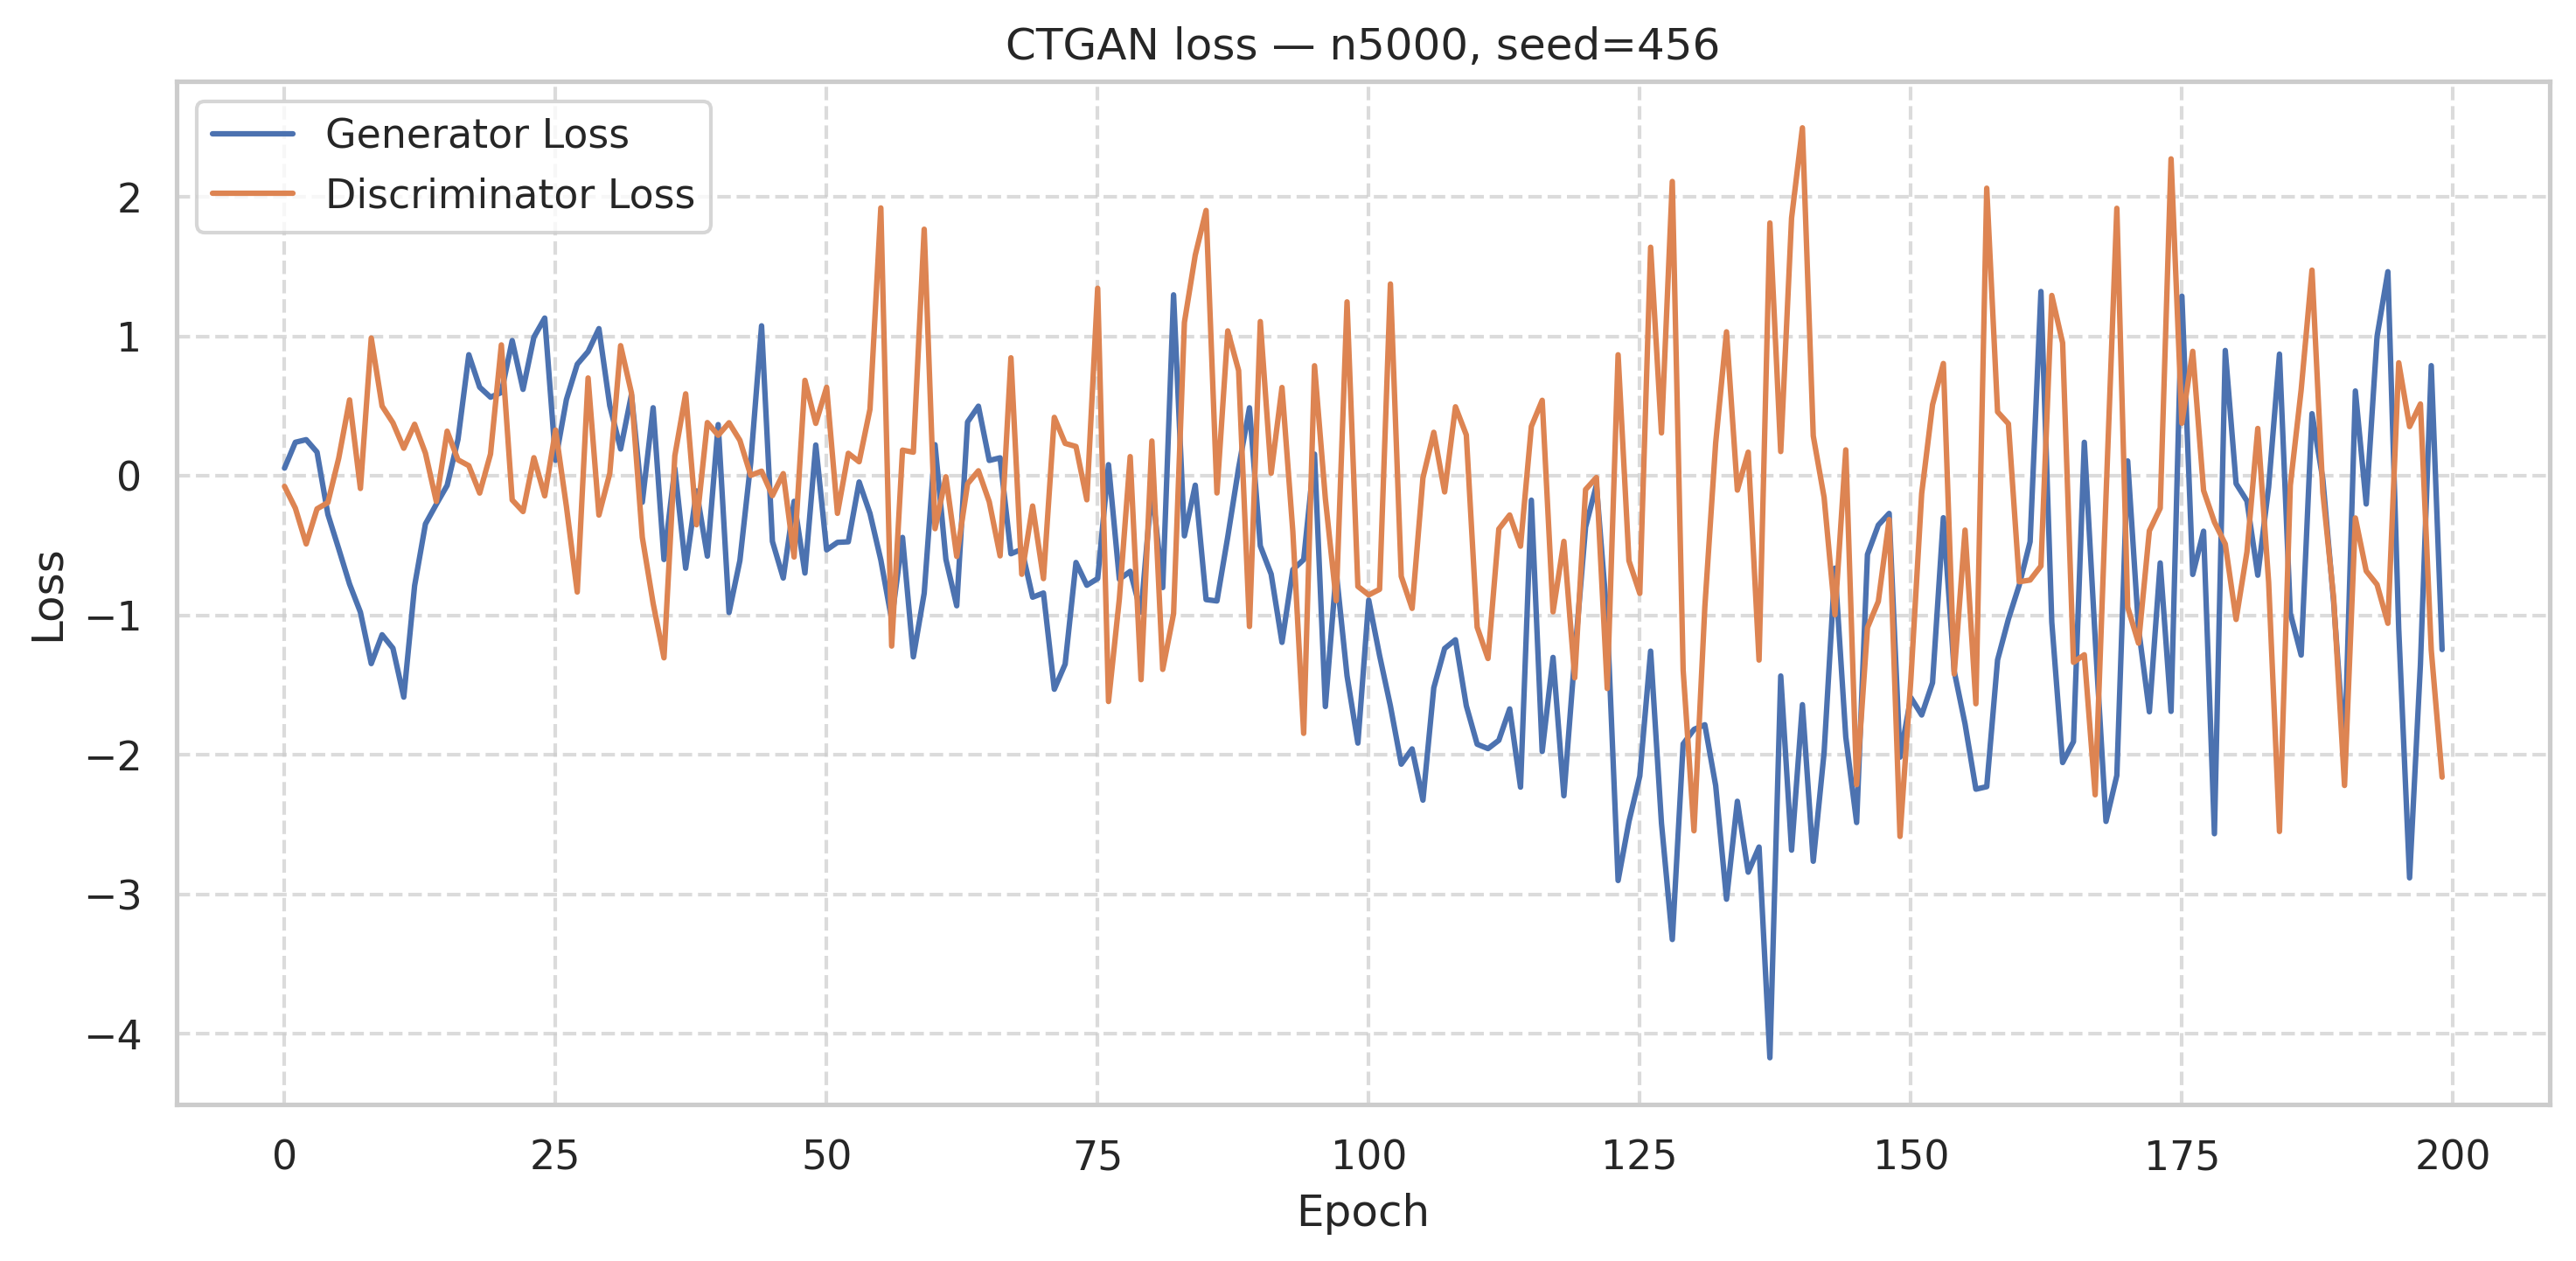 CTGAN loss — n5000, seed=456
Generator Loss
Discriminator Loss
Loss
2
1
0
−1
−2
−3
−4
0 25 50 75 100 125 150 175 200
Epoch